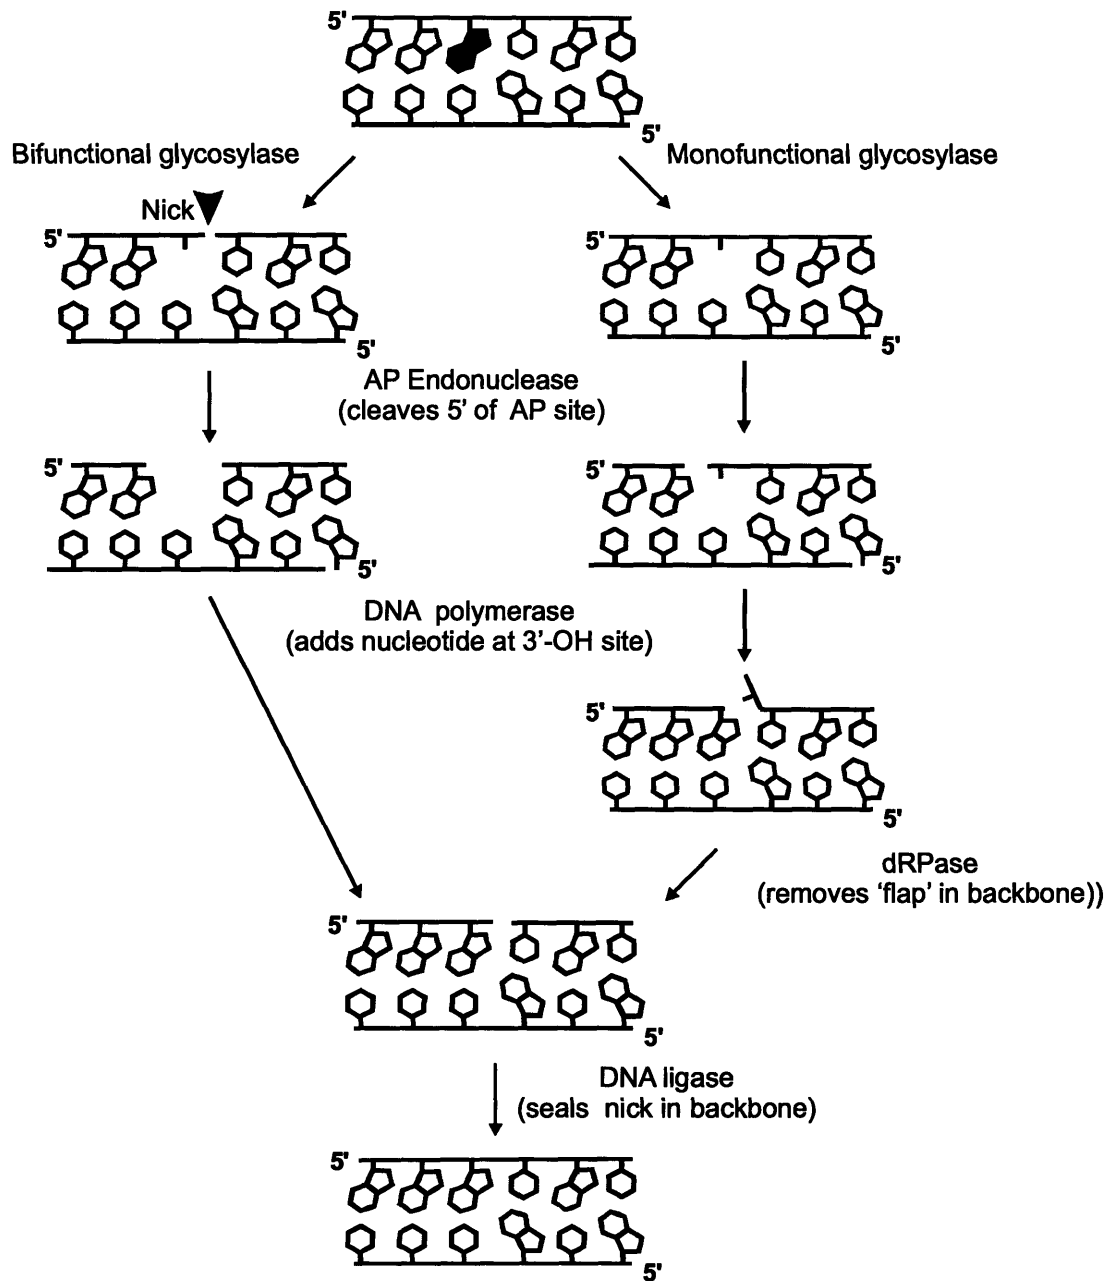 5'
5'
Bifunctional glycosylase
Monofunctional glycosylase
Nick
5'
5'
5'
5'
AP Endonuclease
(cleaves 5' of AP site)
5'
5'
5'
5'
DNA polymerase
(adds nucleotide at 3'-OH site)
5'
5'
dRPase
(removes 'flap' in backbone))
5'
5'
DNA ligase
(seals nick in backbone)
5'
5'